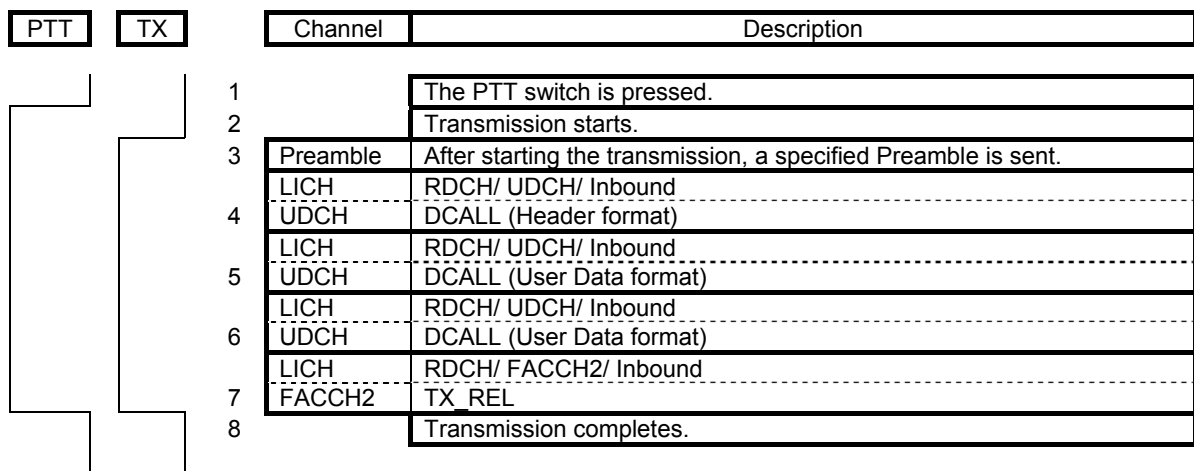 PTT TX Channel Description
1 The PTT switch is pressed.
2 Transmission starts.
3 Preamble After starting the transmission, a specified Preamble is sent.
LICH RDCH/ UDCH/ Inbound
4 UDCH DCALL (Header format)
LICH RDCH/ UDCH/ Inbound
5 UDCH DCALL (User Data format)
LICH RDCH/ UDCH/ Inbound
6 UDCH DCALL (User Data format)
LICH RDCH/ FACCH2/ Inbound
7 FACCH2 TX_REL
8 Transmission completes.